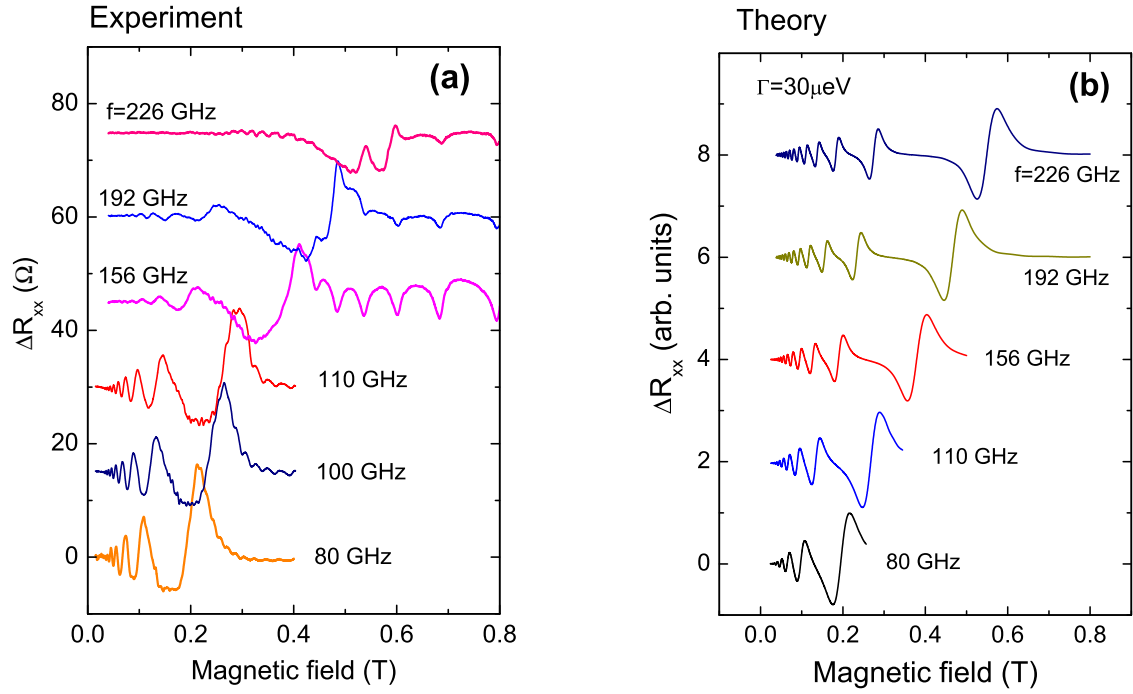 Experiment
(a)
f=226 GHz
192 GHz
156 GHz
110 GHz
100 GHz
80 GHz
80
60
40
20
0
ΔRxx (Ω)
0.0 0.2 0.4 0.6 0.8
Magnetic field (T)
Theory
Γ=30μeV
(b)
f=226 GHz
192 GHz
156 GHz
110 GHz
80 GHz
8
6
4
2
0
ΔRxx (arb. units)
0.0 0.2 0.4 0.6 0.8
Magnetic field (T)